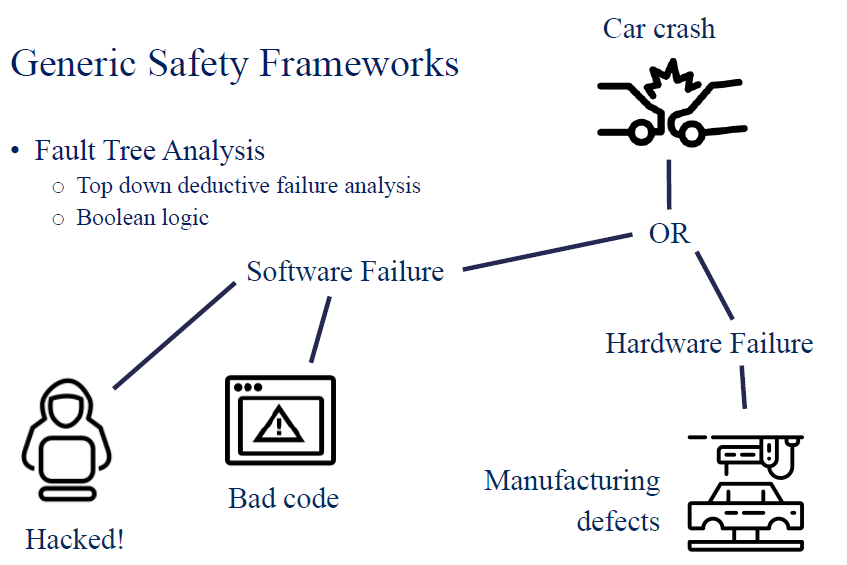 Car crash
Generic Safety Frameworks
• Fault Tree Analysis
○ Top down deductive failure analysis
○ Boolean logic
OR
Software Failure
Hardware Failure
Manufacturing
defects
Bad code
Hacked!